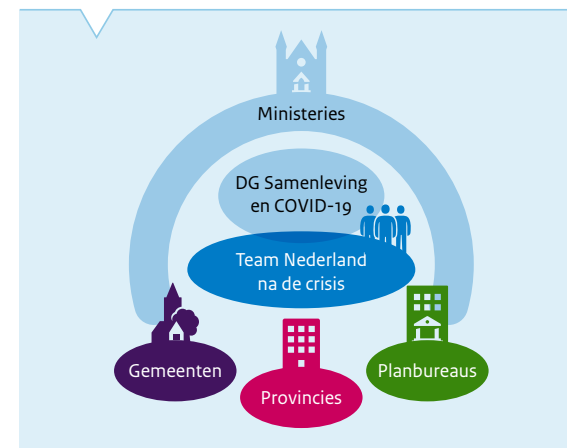 Ministeries
DG Samenleving
en COVID-19
Team Nederland
na de crisis
Gemeenten
Provincies
Planbureaus